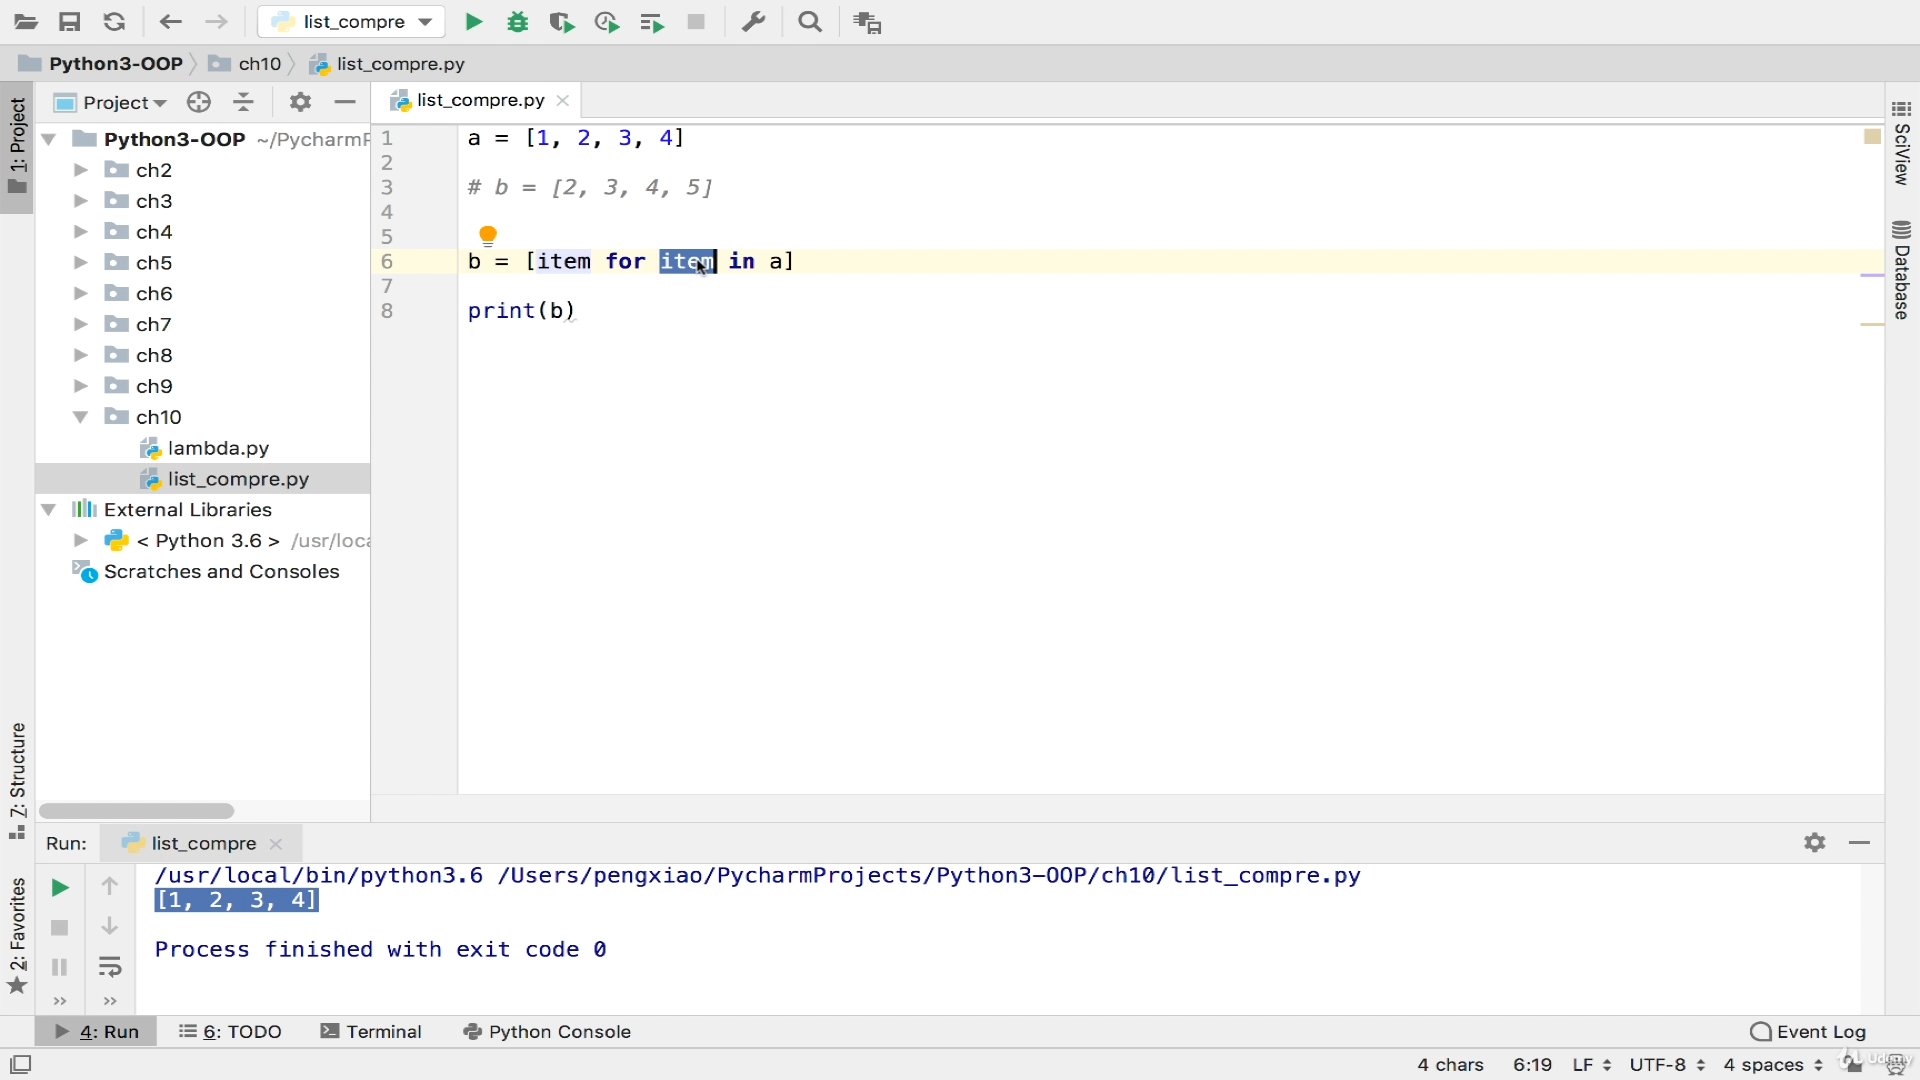 list_compre
Python3-OOP
ch10
list_compre.py
1: Project
Project
list_compre.py
SciView
Database
Python3-OOP ~/PycharmP
ch2
ch3
ch4
ch5
ch6
ch7
ch8
ch9
ch10
lambda.py
list_compre.py
External Libraries
< Python 3.6 > /usr/loca
Scratches and Consoles
1 a = [1, 2, 3, 4]
2
3 # b = [2, 3, 4, 5]
4
5
6 b = [item for item in a]
7
8 print(b)
Z: Structure
2: Favorites
Run: list_compre
/usr/local/bin/python3.6 /Users/pengxiao/PycharmProjects/Python3-OOP/ch10/list_compre.py
[1, 2, 3, 4]
Process finished with exit code 0
4: Run
6: TODO
Terminal
Python Console
Event Log
4 chars 6:19 LF UTF-8 4 spaces
Udemy